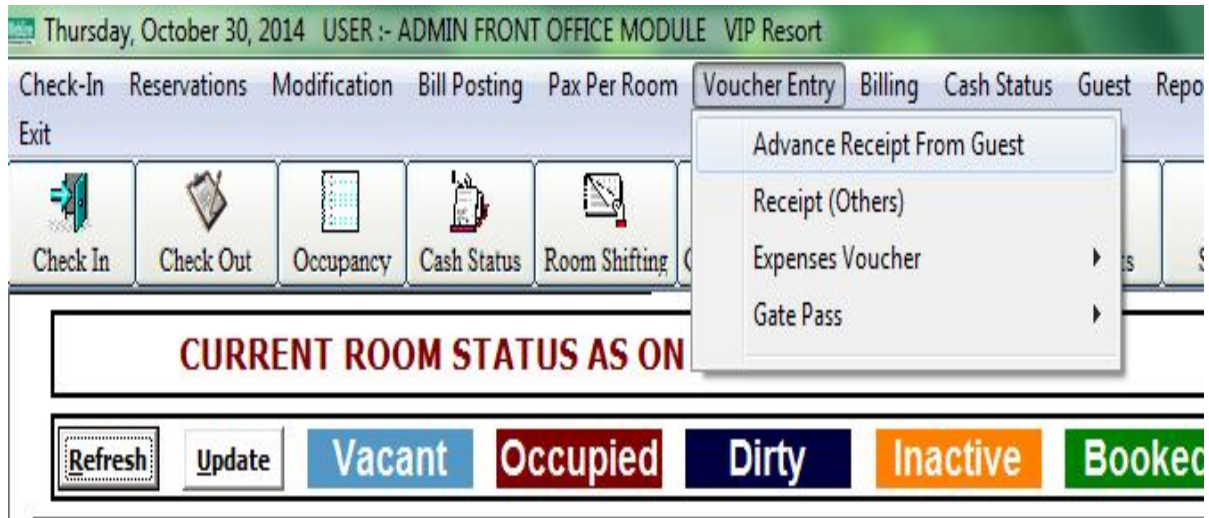 Thursday, October 30, 2014 USER :- ADMIN FRONT OFFICE MODULE VIP Resort
Check-In Reservations Modification Bill Posting Pax Per Room Voucher Entry Billing Cash Status Guest Repo
Exit
Advance Receipt From Guest
Receipt (Others)
Expenses Voucher
Gate Pass
Check In Check Out Occupancy Cash Status Room Shifting
CURRENT ROOM STATUS AS ON
Refresh Update Vacant Occupied Dirty Inactive Booked